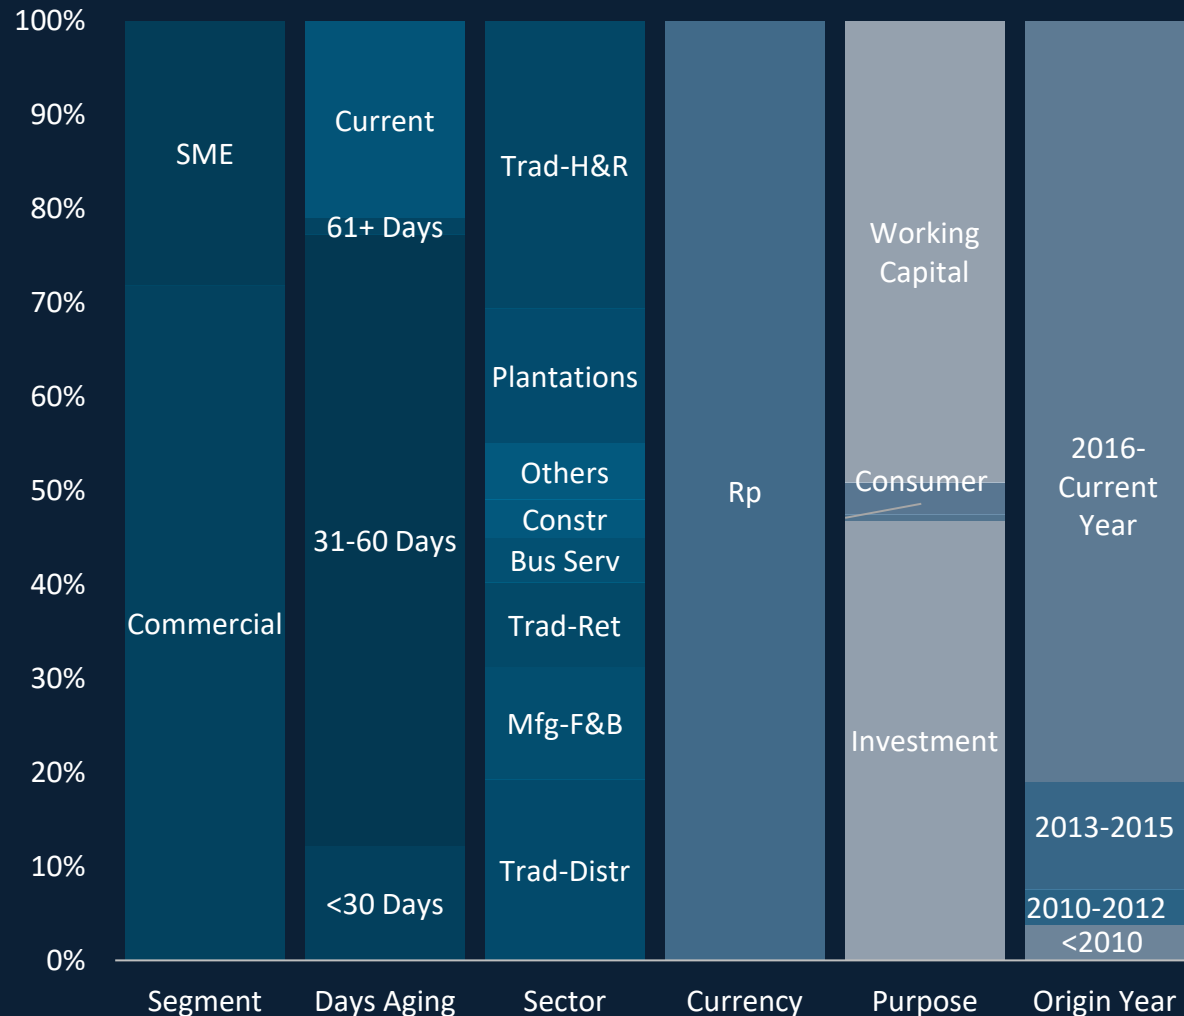 100%
90%
80%
70%
60%
50%
40%
30%
20%
10%
0%
SME
Commercial
Current
61+ Days
31-60 Days
<30 Days
Trad-H&R
Plantations
Others
Constr
Bus Serv
Trad-Ret
Mfg-F&B
Trad-Distr
Rp
Working
Capital
Consumer
Investment
2016-
Current
Year
2013-2015
2010-2012
<2010
Segment
Days Aging
Sector
Currency
Purpose
Origin Year